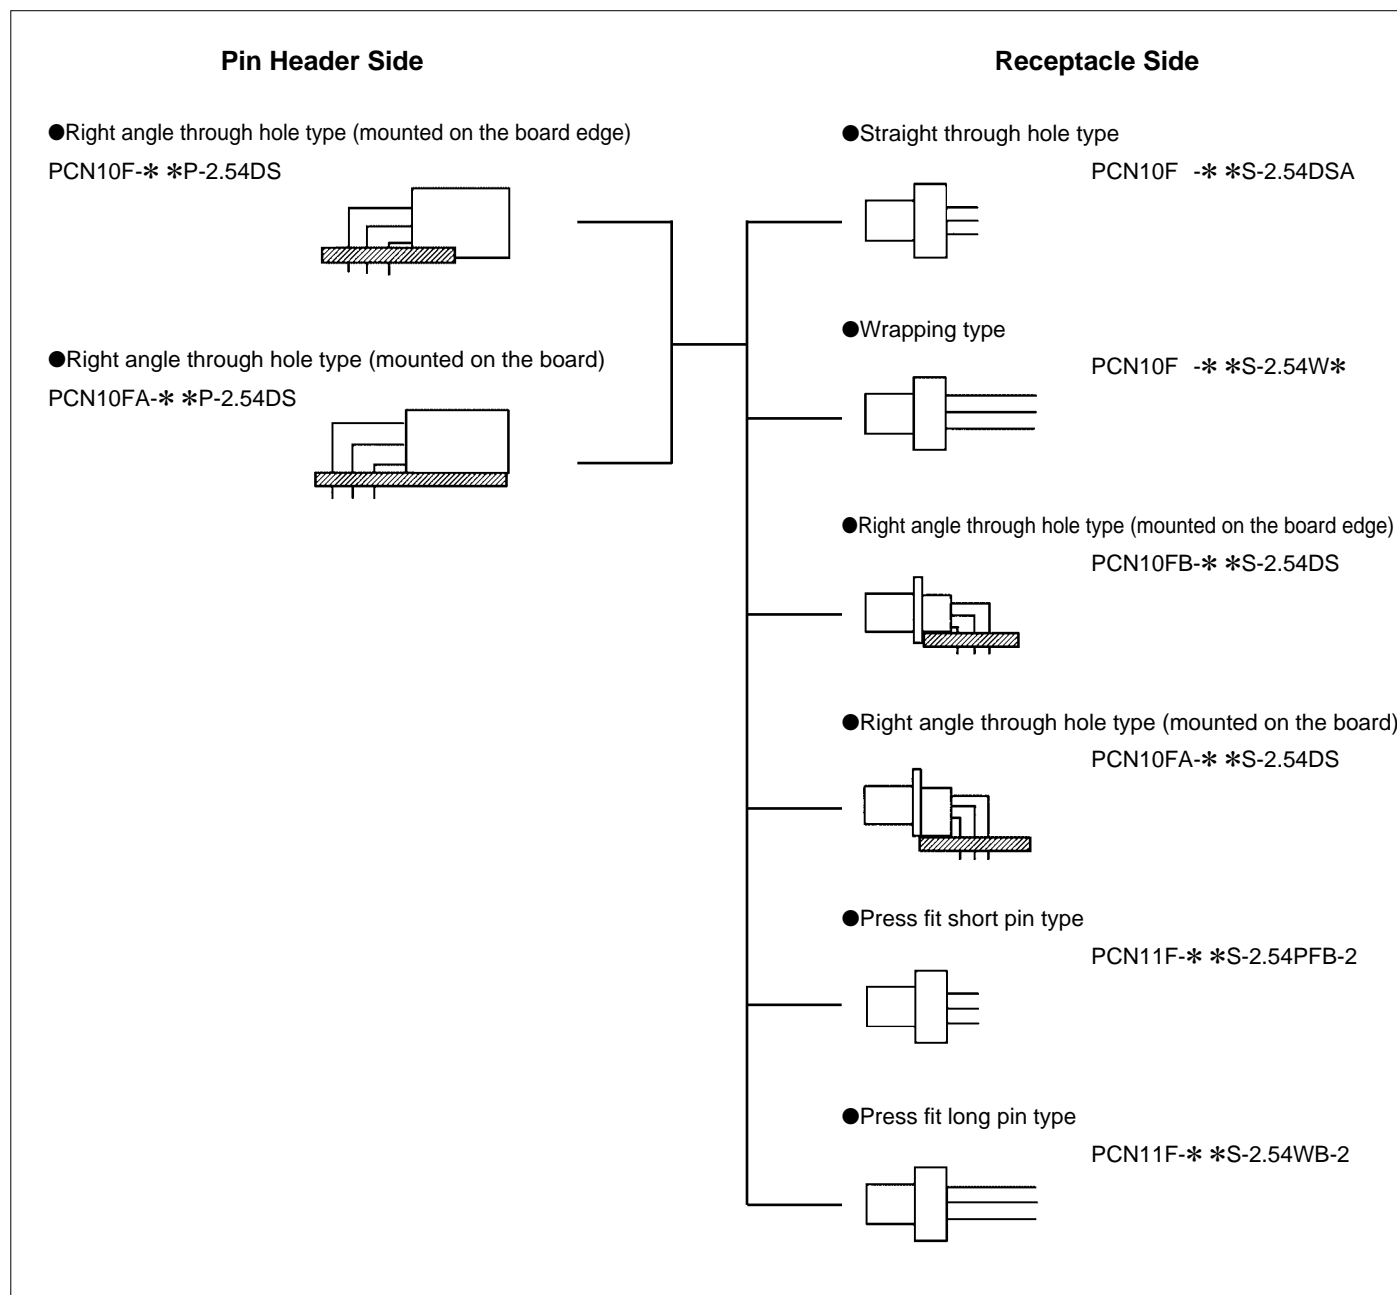 Pin Header Side
●Right angle through hole type (mounted on the board edge)
PCN10F-* *P-2.54DS
●Right angle through hole type (mounted on the board)
PCN10FA-* *P-2.54DS
Receptacle Side
●Straight through hole type
PCN10F -* *S-2.54DSA
●Wrapping type
PCN10F -* *S-2.54W*
●Right angle through hole type (mounted on the board edge)
PCN10FB-* *S-2.54DS
●Right angle through hole type (mounted on the board)
PCN10FA-* *S-2.54DS
●Press fit short pin type
PCN11F-* *S-2.54PFB-2
●Press fit long pin type
PCN11F-* *S-2.54WB-2